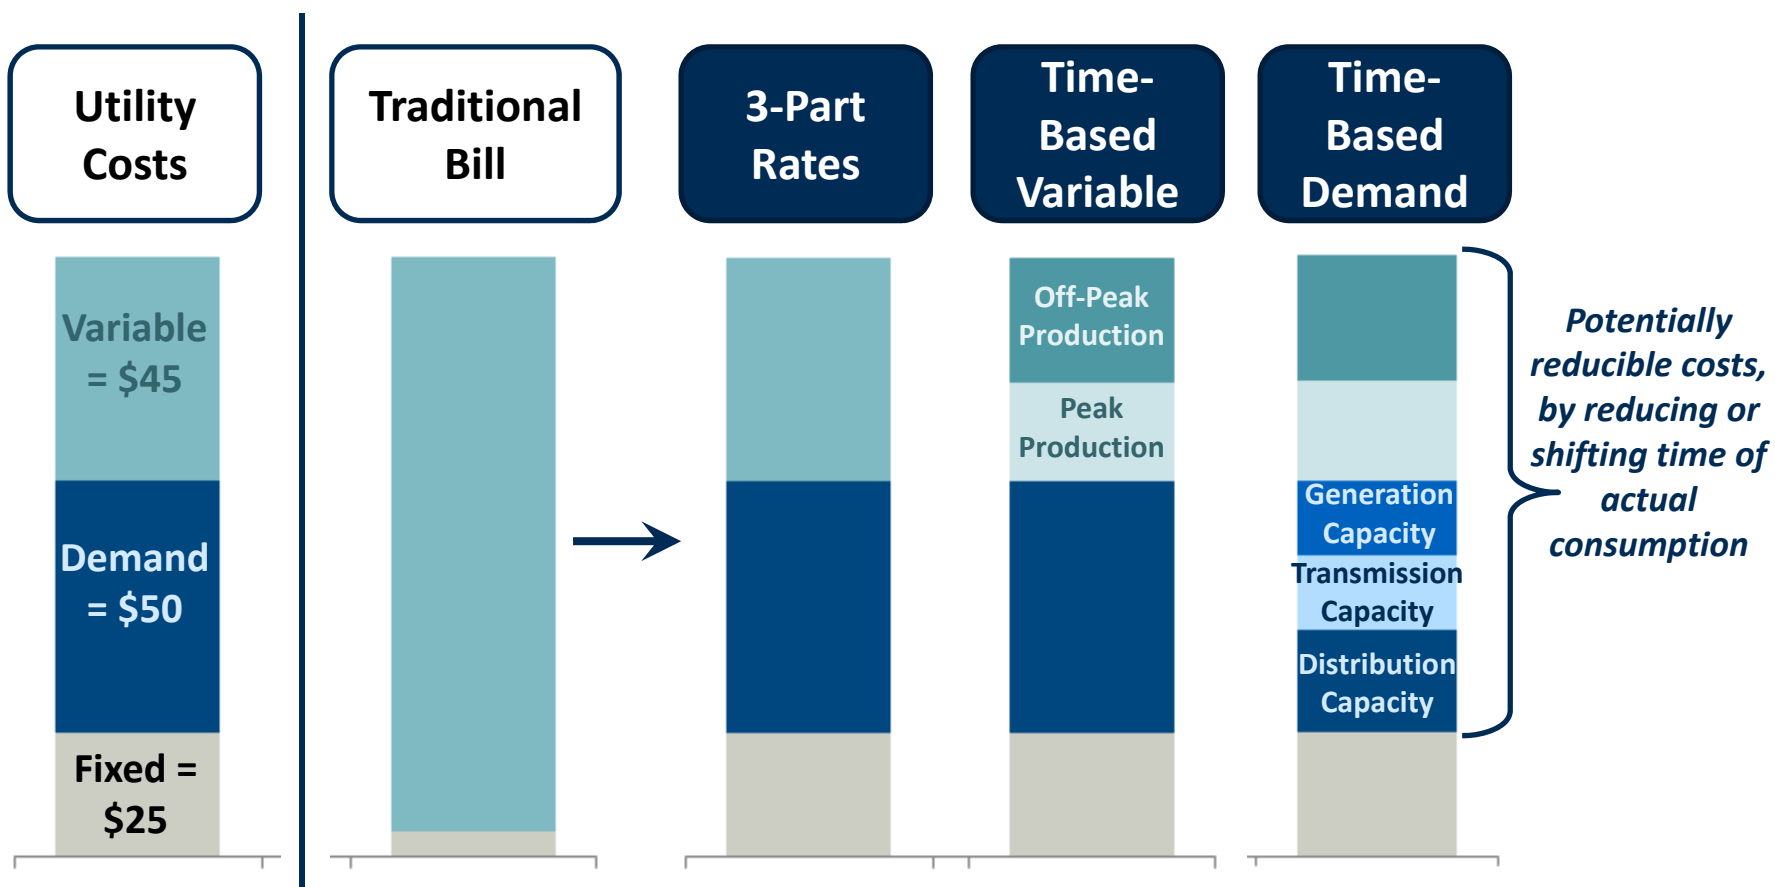 Utility
Costs
Traditional
Bill
3-Part
Rates
Time-
Based
Variable
Time-
Based
Demand
Variable
= $45
Demand
= $50
Fixed =
$25
Off-Peak
Production
Peak
Production
Generation
Capacity
Transmission
Capacity
Distribution
Capacity
Potentially
reducible costs,
by reducing or
shifting time of
actual
consumption